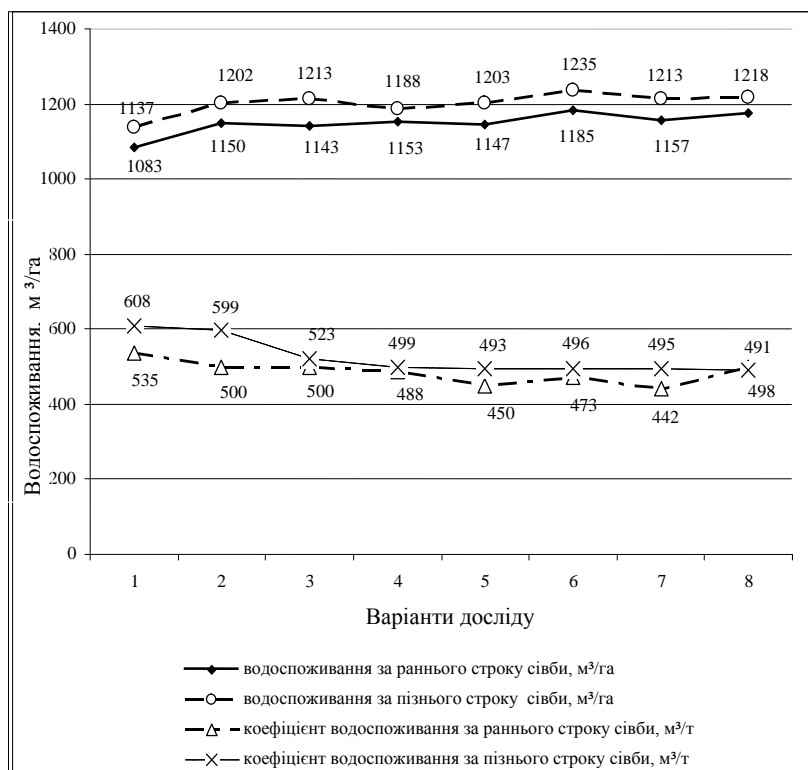 1400
1200
1000
800
600
400
200
0
Водоспоживання. м³/га
1137 1202 1213 1188 1203 1235 1213 1218
1083 1150 1143 1153 1147 1185 1157
608 599 523 499 493 496 495 491
535 500 500 488 450 473 442 498
1 2 3 4 5 6 7 8
Варіанти досліду
водоспоживання за раннього строку сівби, м³/га
водоспоживання за пізнього строку сівби, м³/га
коефіцієнт водоспоживання за раннього строку сівби, м³/т
коефіцієнт водоспоживання за пізнього строку сівби, м³/т